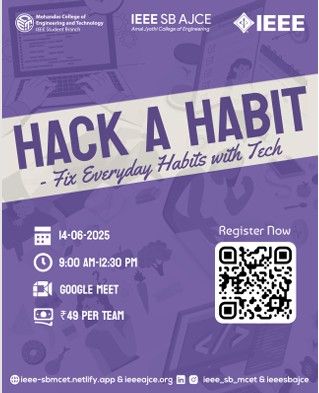 Mohandas College of
Engineering and Technology
IEEE Student Branch
IEEE SB AJCE
Amal Jyothi College of Engineering
IEEE
HACK A HABIT
- Fix Everyday Habits with Tech
14-06-2025
9:00 AM-12:30 PM
GOOGLE MEET
₹49 PER TEAM
Register Now
</>
ieee-sbmcet.netlify.app & ieeeajce.org
ieee_sb_mcet & ieeesbajce